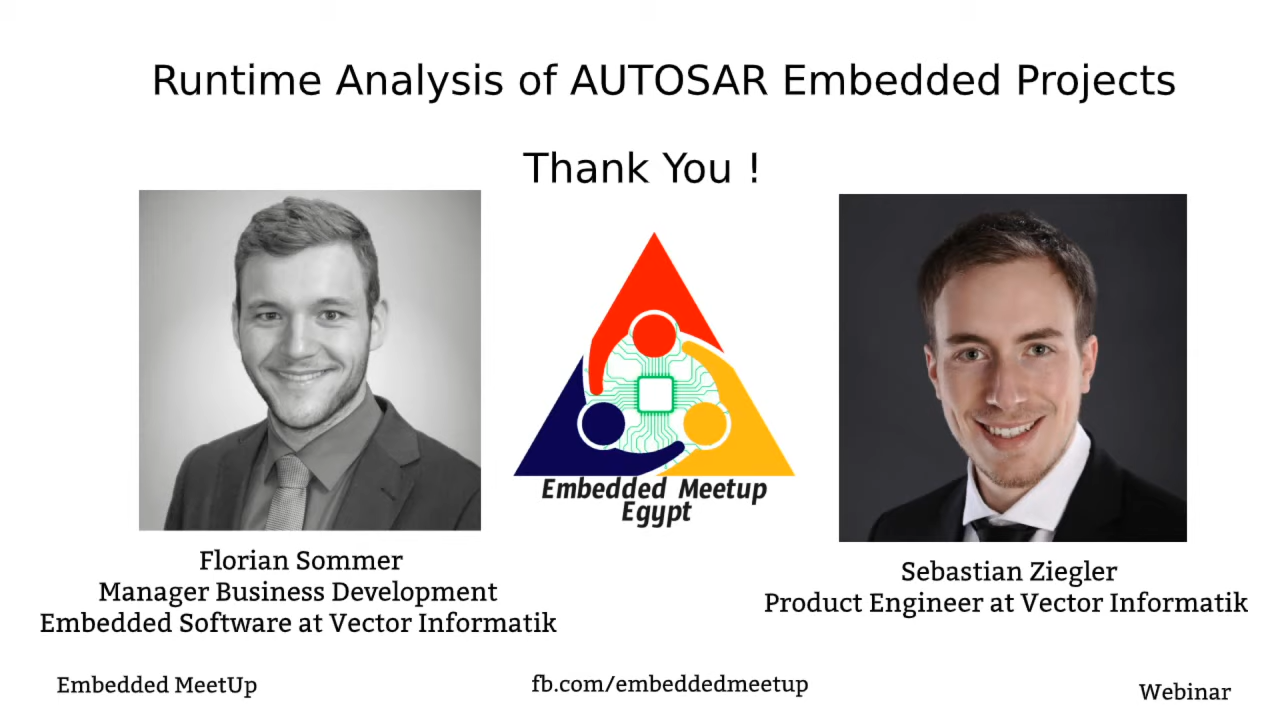 Runtime Analysis of AUTOSAR Embedded Projects
Thank You !
Embedded Meetup
Egypt
Florian Sommer
Manager Business Development
Embedded Software at Vector Informatik
Sebastian Ziegler
Product Engineer at Vector Informatik
Embedded MeetUp
fb.com/embeddedmeetup
Webinar